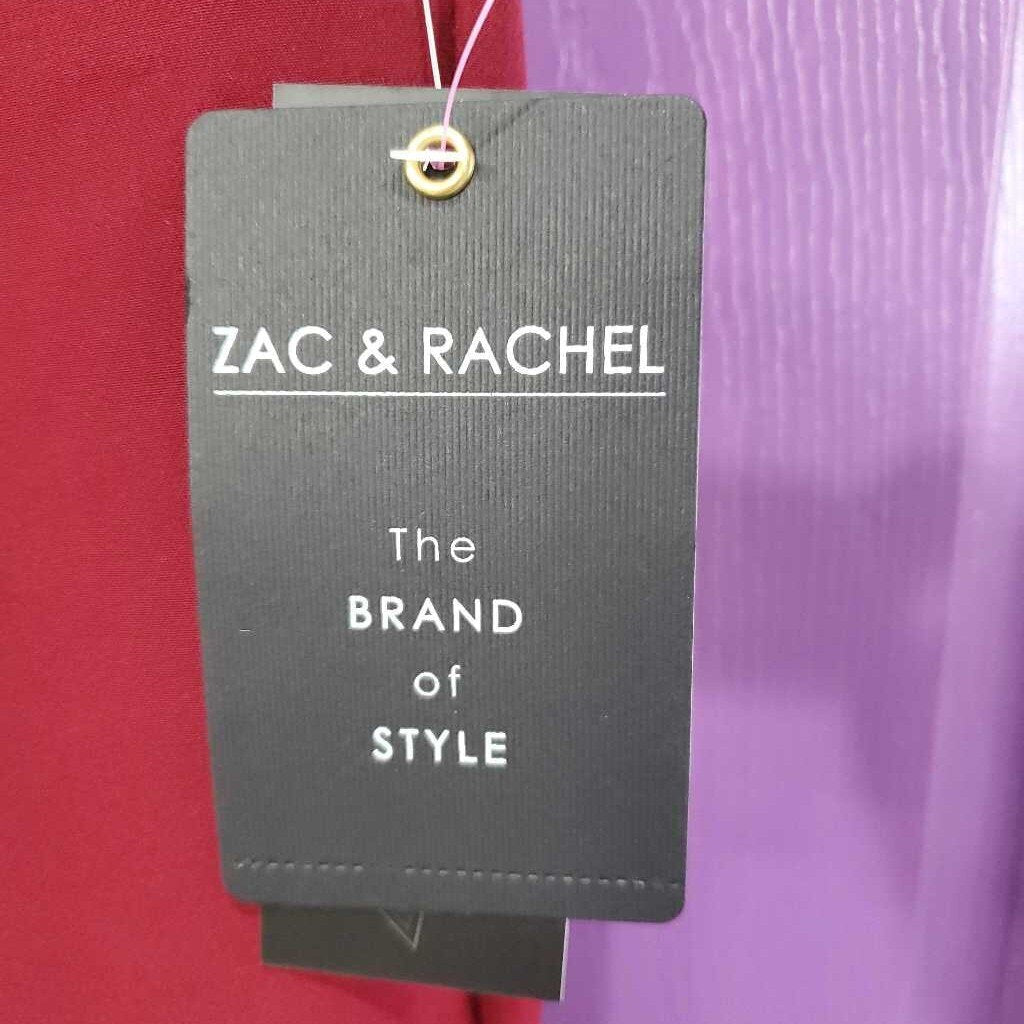 ZAC & RACHEL
The
BRAND
of
STYLE